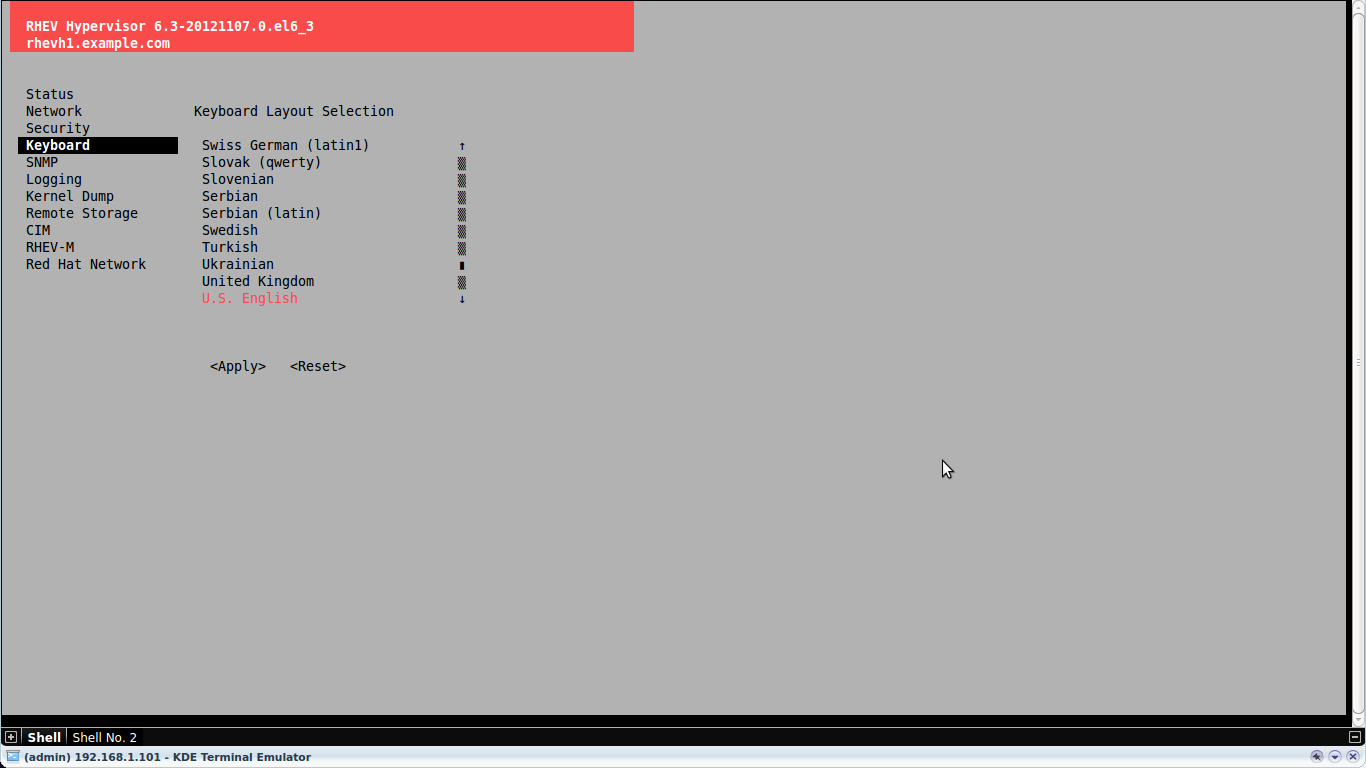 RHEV Hypervisor 6.3-20121107.0.el6_3
rhevh1.example.com
Status
Network
Security
Keyboard
SNMP
Logging
Kernel Dump
Remote Storage
CIM
RHEV-M
Red Hat Network
Keyboard Layout Selection
Swiss German (latin1)
Slovak (qwerty)
Slovenian
Serbian
Serbian (latin)
Swedish
Turkish
Ukrainian
United Kingdom
U.S. English
<Apply> <Reset>
Shell Shell No. 2
(admin) 192.168.1.101 - KDE Terminal Emulator